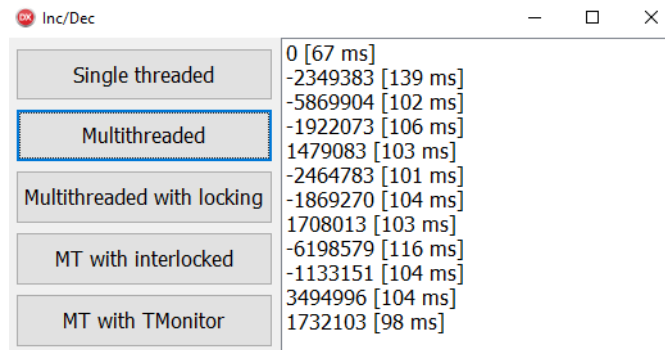 DX Inc/Dec
Single threaded
Multithreaded
Multithreaded with locking
MT with interlocked
MT with TMonitor
0 [67 ms]
-2349383 [139 ms]
-5869904 [102 ms]
-1922073 [106 ms]
1479083 [103 ms]
-2464783 [101 ms]
-1869270 [104 ms]
1708013 [103 ms]
-6198579 [116 ms]
-1133151 [104 ms]
3494996 [104 ms]
1732103 [98 ms]